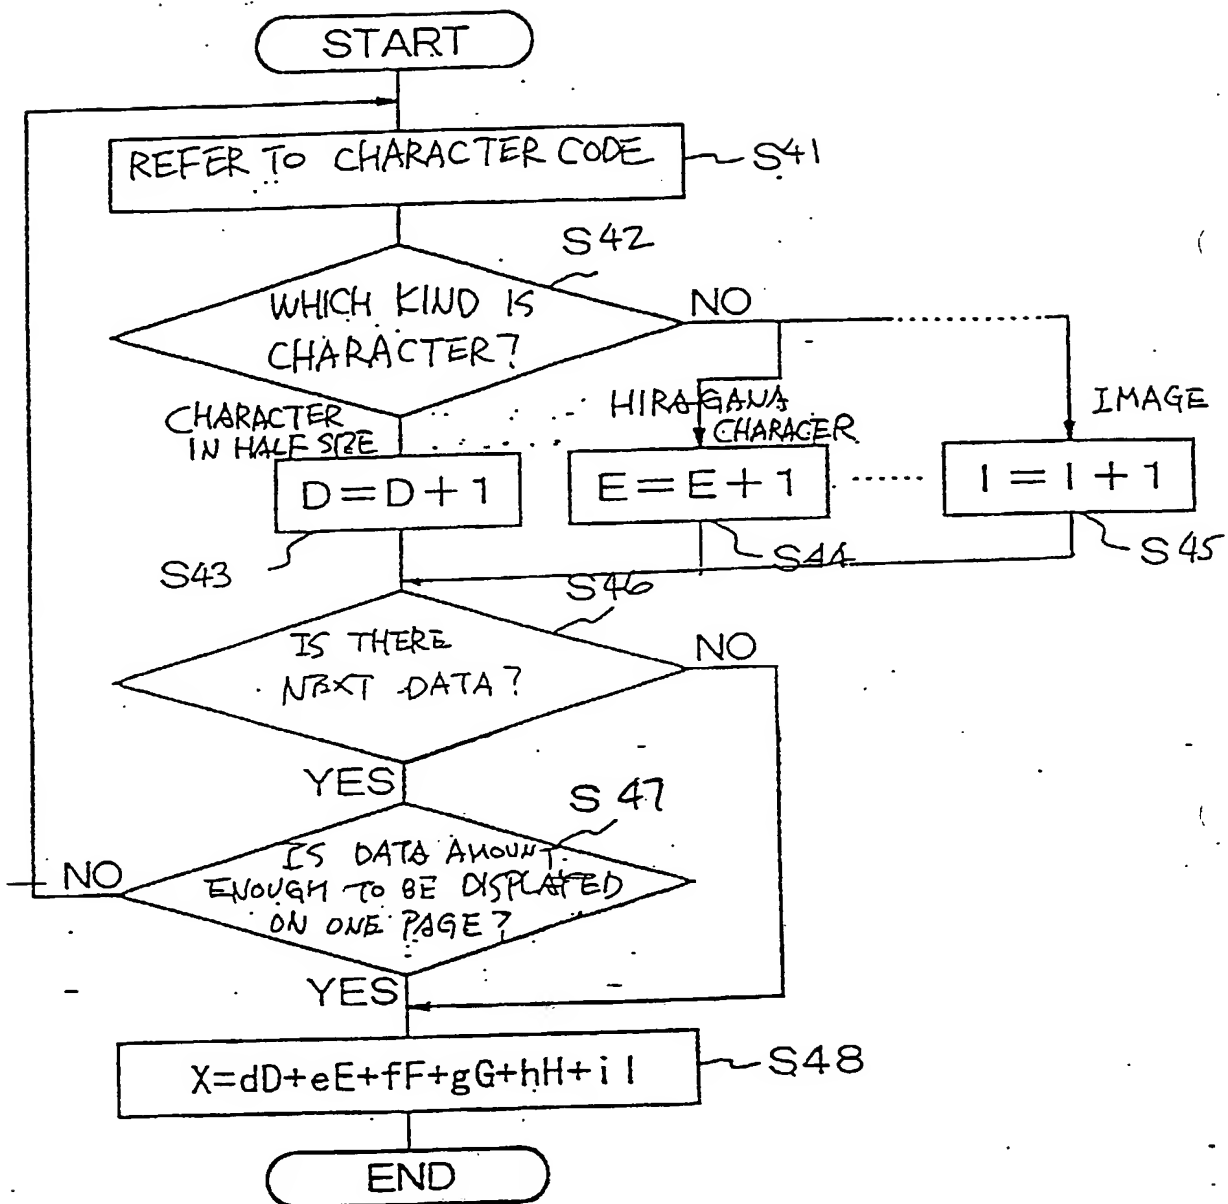 START
REFER TO CHARACTER CODE
S41
S42
WHICH KIND IS
CHARACTER?
NO
CHARACTER
IN HALF SIZE
HIRAGANA
CHARACER
IMAGE
D=D+1
E=E+1
I=I+1
S43
S44
S45
S46
IS THERE
NEXT DATA?
NO
YES
S47
IS DATA AMOUNT
ENOUGH TO BE DISPLAYED
ON ONE PAGE?
NO
YES
X=dD+eE+fF+gG+hH+iI
S48
END